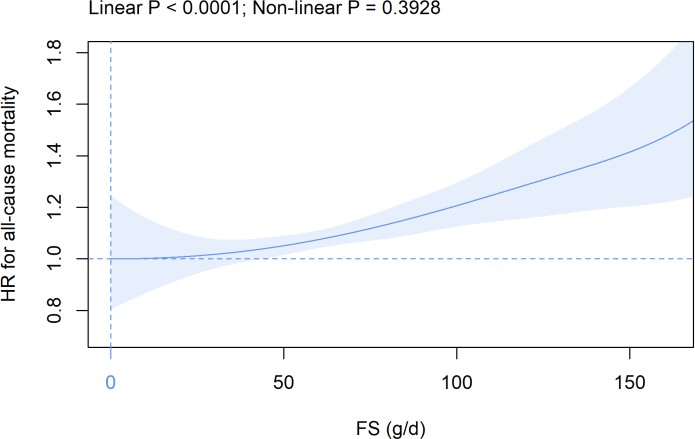 Linear P < 0.0001; Non-linear P = 0.3928
HR for all-cause mortality
1.8
1.6
1.4
1.2
1.0
0.8
0 50 100 150
FS (g/d)